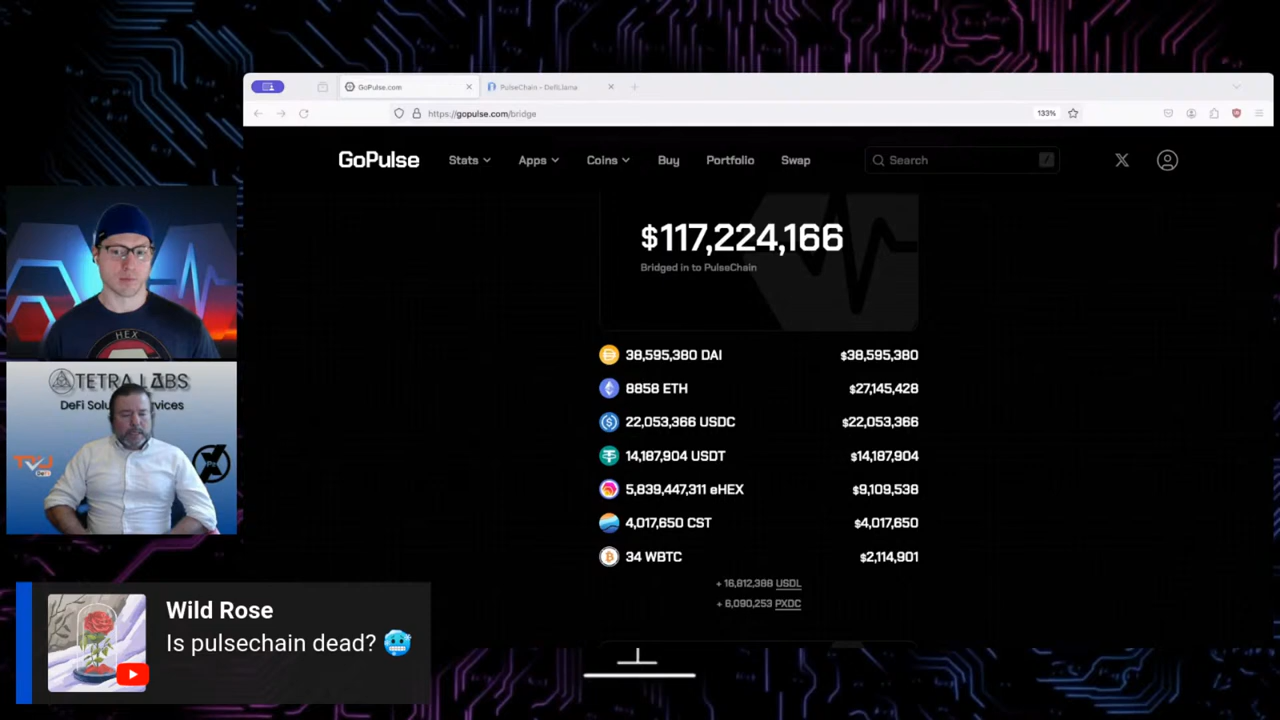 GoPulse.com
PulseChain - DefiLlama
https://gopulse.com/bridge
133%
GoPulse
Stats
Apps
Coins
Buy
Portfolio
Swap
Search
/
$117,224,166
Bridged in to PulseChain
38,595,380 DAI $38,595,380
8858 ETH $27,145,428
22,053,366 USDC $22,053,366
14,187,904 USDT $14,187,904
5,839,447,311 eHEX $9,109,538
4,017,650 CST $4,017,650
34 WBTC $2,114,901
+ 16,812,388 USDL
+ 6,090,253 PXDC
HEX
TETRA LABS
DeFi Solu
vices
Wild Rose
Is pulsechain dead? 🥶